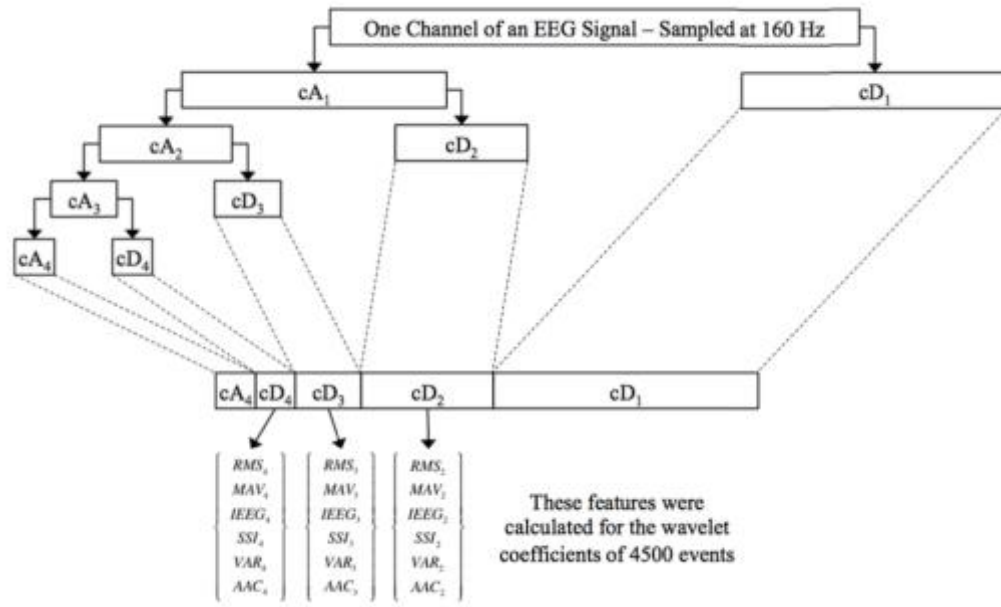 One Channel of an EEG Signal – Sampled at 160 Hz
cA₁
cD₁
cA₂
cD₂
cA₃
cD₃
cA₄
cD₄
cA₄ cD₄ cD₃ cD₂ cD₁
RMS₄ RMS₃ RMS₂
MAV₄ MAV₃ MAV₂
IEEG₄ IEEG₃ IEEG₂
SSI₄ SSI₃ SSI₂
VAR₄ VAR₃ VAR₂
AAC₄ AAC₃ AAC₂
These features were
calculated for the wavelet
coefficients of 4500 events